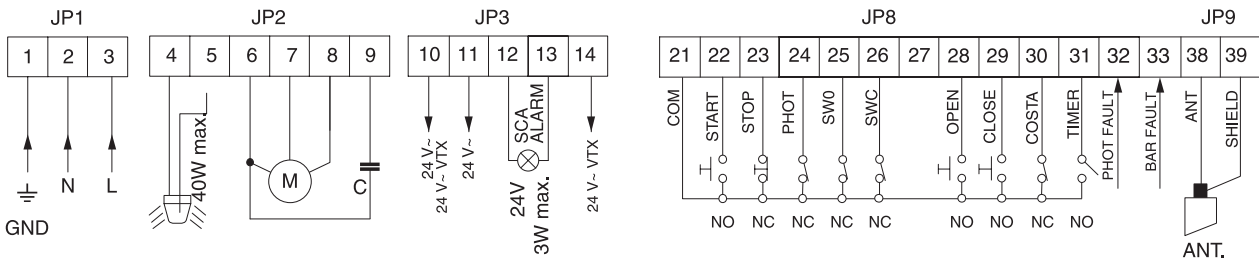 JP1 JP2 JP3 JP8 JP9
1 2 3 4 5 6 7 8 9 10 11 12 13 14 21 22 23 24 25 26 27 28 29 30 31 32 33 38 39
GND
N
L
40W max.
M
C
24 V~
24 V~ VTX
24 V~
SCA
ALARM
24V
3W max.
24 V~ VTX
COM
START
STOP
PHOT
SW0
SWC
OPEN
CLOSE
COSTA
TIMER
PHOT FAULT
BAR FAULT
ANT
SHIELD
NO NC NC NC NC NO NO NC NO
ANT.